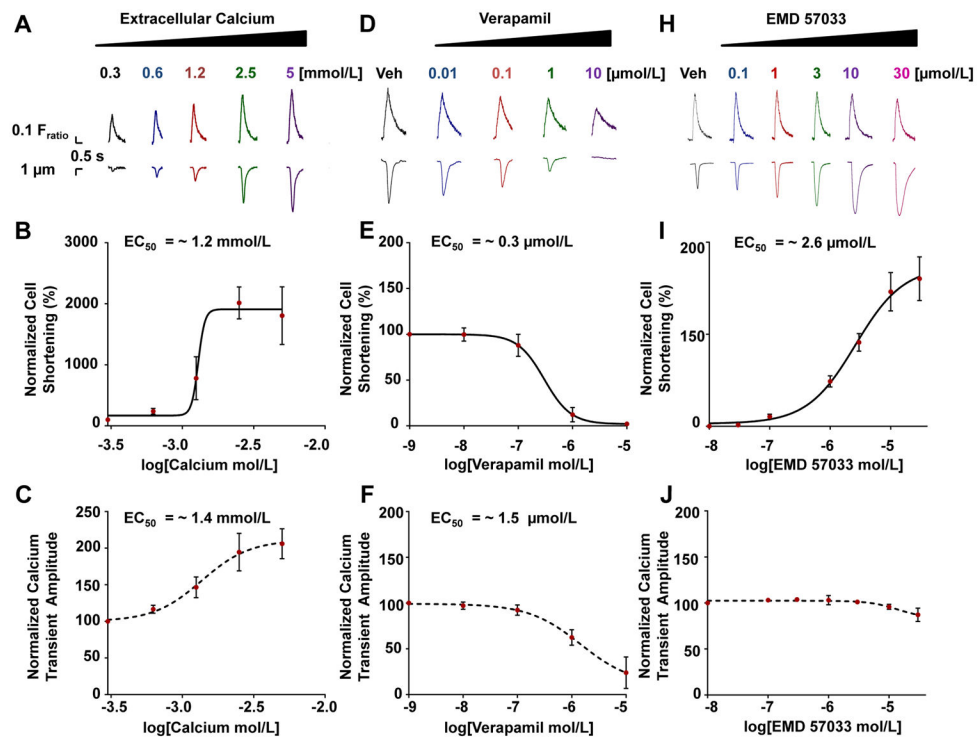 A
Extracellular Calcium
0.3 0.6 1.2 2.5 5 [mmol/L]
0.1 Fratio
0.5 s
1 µm
D
Verapamil
Veh 0.01 0.1 1 10 [µmol/L]
H
EMD 57033
Veh 0.1 1 3 10 30 [µmol/L]
B
EC50 = ~ 1.2 mmol/L
Normalized Cell
Shortening (%)
3000
2000
1000
0
-3.5 -3.0 -2.5 -2.0
log[Calcium mol/L]
E
EC50 = ~ 0.3 µmol/L
Normalized Cell
Shortening (%)
200
150
100
50
0
-9 -8 -7 -6 -5
log[Verapamil mol/L]
I
EC50 = ~ 2.6 µmol/L
Normalized Cell
Shortening (%)
200
150
0
-8 -7 -6 -5
log[EMD 57033 mol/L]
C
EC50 = ~ 1.4 mmol/L
Normalized Calcium
Transient Amplitude
250
200
150
100
50
0
-3.5 -3.0 -2.5 -2.0
log[Calcium mol/L]
F
EC50 = ~ 1.5 µmol/L
Normalized Calcium
Transient Amplitude
200
150
100
50
0
-9 -8 -7 -6 -5
log[Verapamil mol/L]
J
Normalized Calcium
Transient Amplitude
200
150
100
50
0
-8 -7 -6 -5
log[EMD 57033 mol/L]